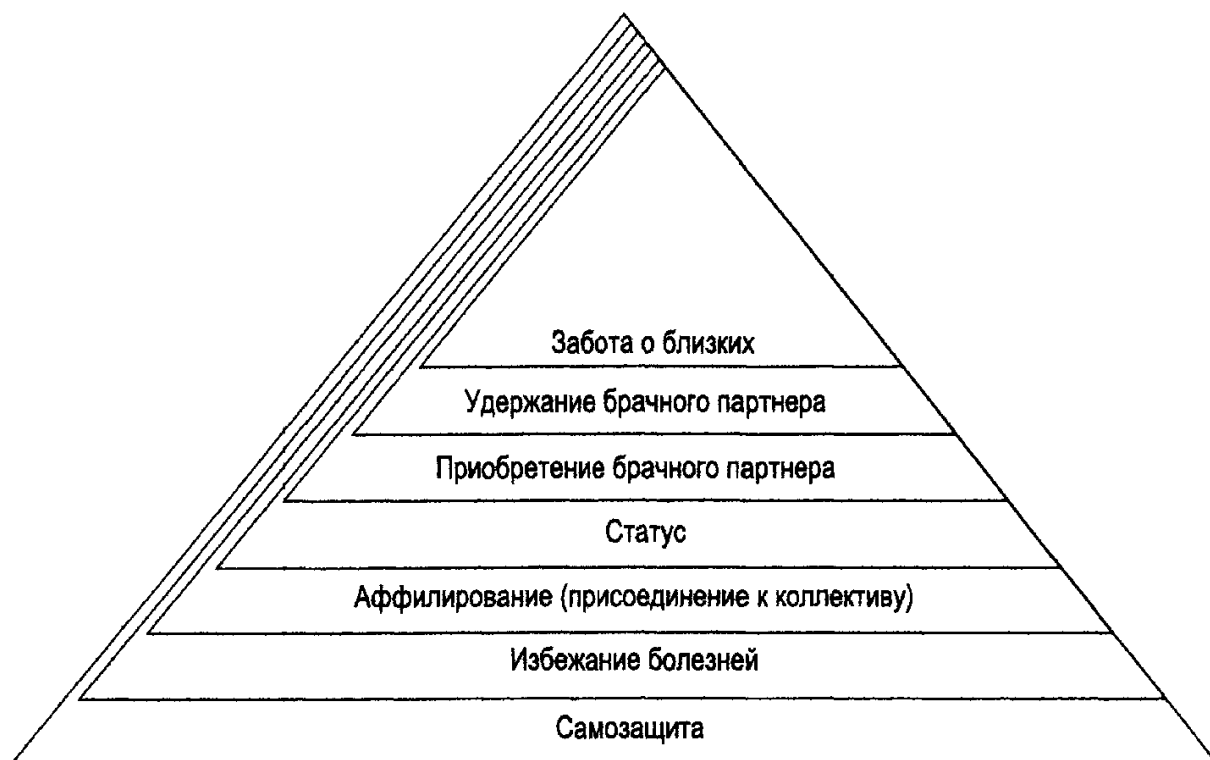 Забота о близких
Удержание брачного партнера
Приобретение брачного партнера
Статус
Аффилирование (присоединение к коллективу)
Избежание болезней
Самозащита